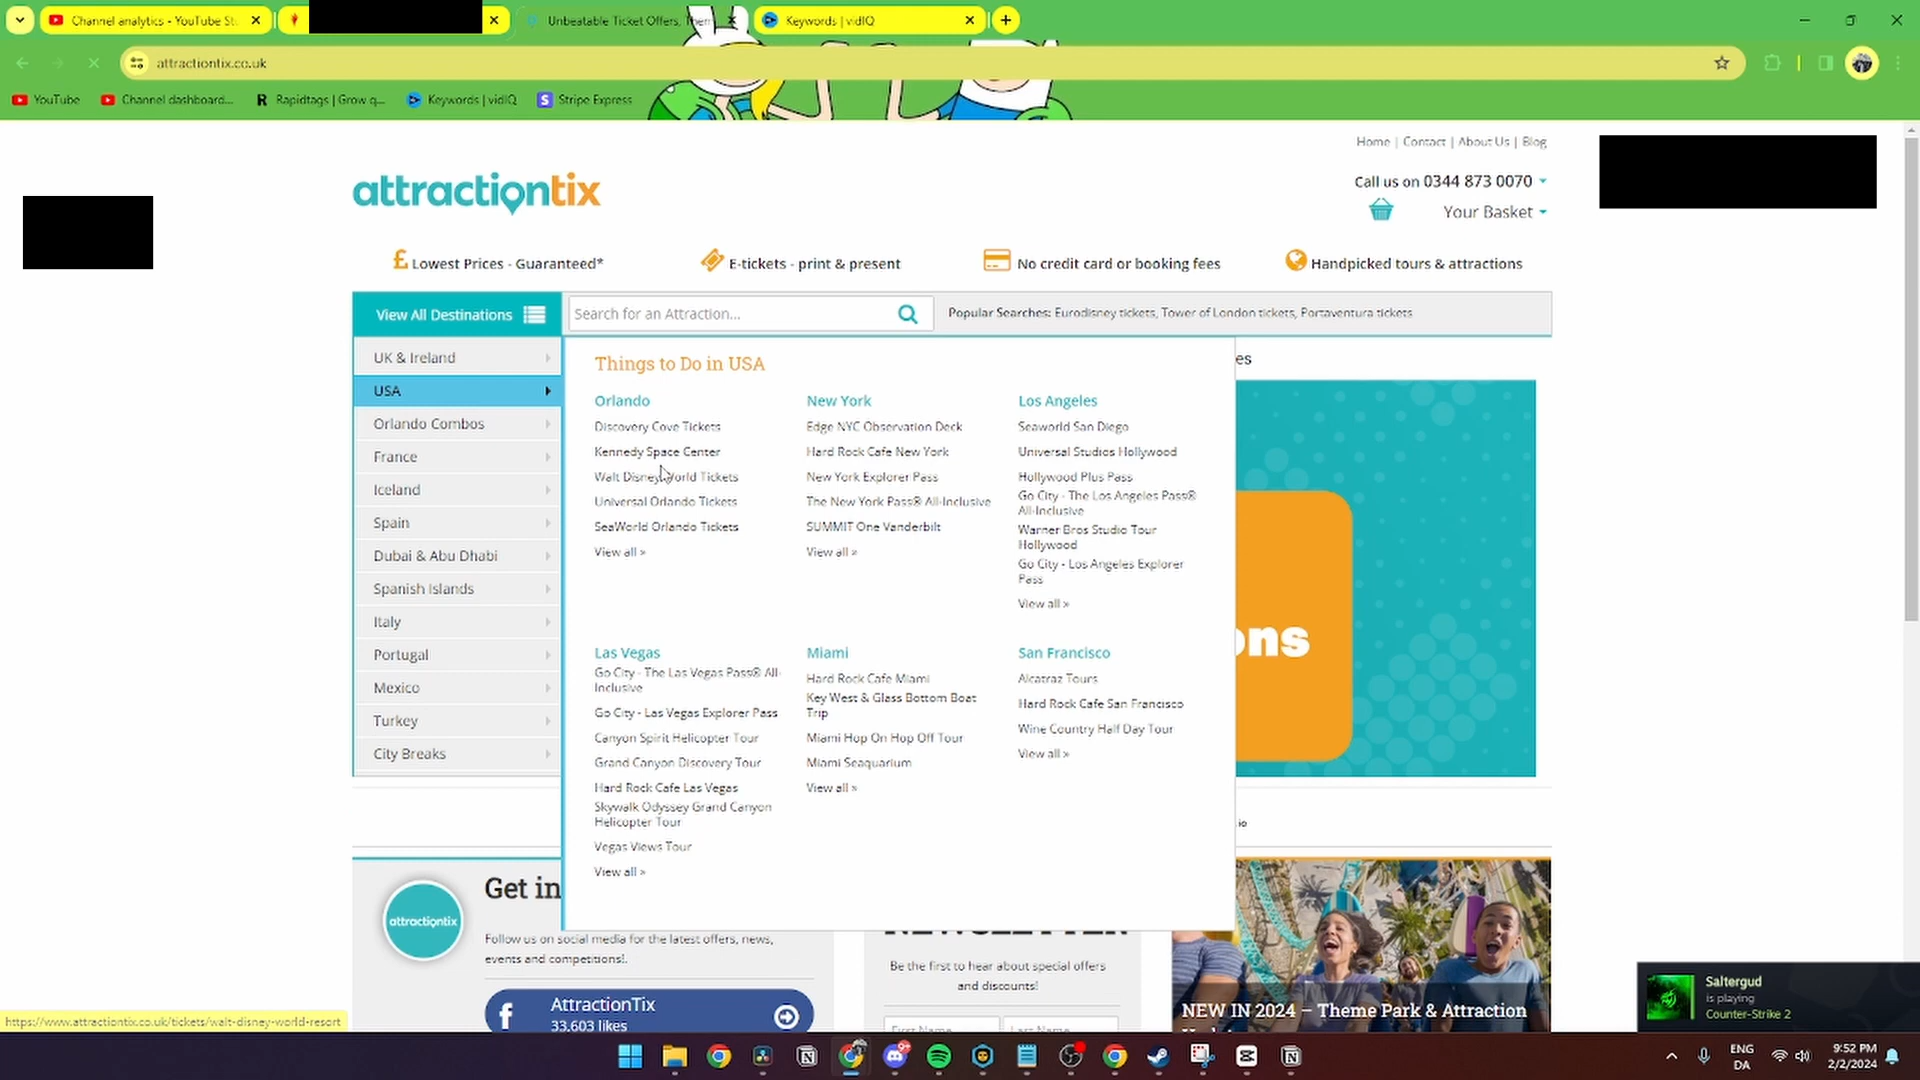 Channel analytics - YouTube St
Unbeatable Ticket Offers, Them
Keywords | vidIQ
attractiontix.co.uk
YouTube
Channel dashboard...
Rapidtags | Grow q...
Keywords | vidIQ
Stripe Express
Home | Contact | About Us | Blog
attractiontix
Call us on 0344 873 0070
Your Basket
£ Lowest Prices - Guaranteed*
E-tickets - print & present
No credit card or booking fees
Handpicked tours & attractions
View All Destinations
Search for an Attraction...
Popular Searches: Eurodisney tickets, Tower of London tickets, Portaventura tickets
UK & Ireland
USA
Orlando Combos
France
Iceland
Spain
Dubai & Abu Dhabi
Spanish Islands
Italy
Portugal
Mexico
Turkey
City Breaks
Things to Do in USA
Orlando
Discovery Cove Tickets
Kennedy Space Center
Walt Disney World Tickets
Universal Orlando Tickets
SeaWorld Orlando Tickets
View all »
New York
Edge NYC Observation Deck
Hard Rock Cafe New York
New York Explorer Pass
The New York Pass® All-Inclusive
SUMMIT One Vanderbilt
View all »
Los Angeles
Seaworld San Diego
Universal Studios Hollywood
Hollywood Plus Pass
Go City - The Los Angeles Pass®
All-Inclusive
Warner Bros Studio Tour
Hollywood
Go City - Los Angeles Explorer
Pass
View all »
Las Vegas
Go City - The Las Vegas Pass® All-
Inclusive
Go City - Las Vegas Explorer Pass
Canyon Spirit Helicopter Tour
Grand Canyon Discovery Tour
Hard Rock Cafe Las Vegas
Skywalk Odyssey Grand Canyon
Helicopter Tour
Vegas Views Tour
View all »
Miami
Hard Rock Cafe Miami
Key West & Glass Bottom Boat
Trip
Miami Hop On Hop Off Tour
Miami Seaquarium
View all »
San Francisco
Alcatraz Tours
Hard Rock Cafe San Francisco
Wine Country Half Day Tour
View all »
es
ons
io
attractiontix
Get in
Follow us on social media for the latest offers, news,
events and competitions!.
AttractionTix
33,603 likes
NEWSLETTER
Be the first to hear about special offers
and discounts!
First Name
Last Name
NEW IN 2024 – Theme Park & Attraction
Saltergud
is playing
Counter-Strike 2
https://www.attractiontix.co.uk/tickets/walt-disney-world-resort
ENG
DA
9:52 PM
2/2/2024